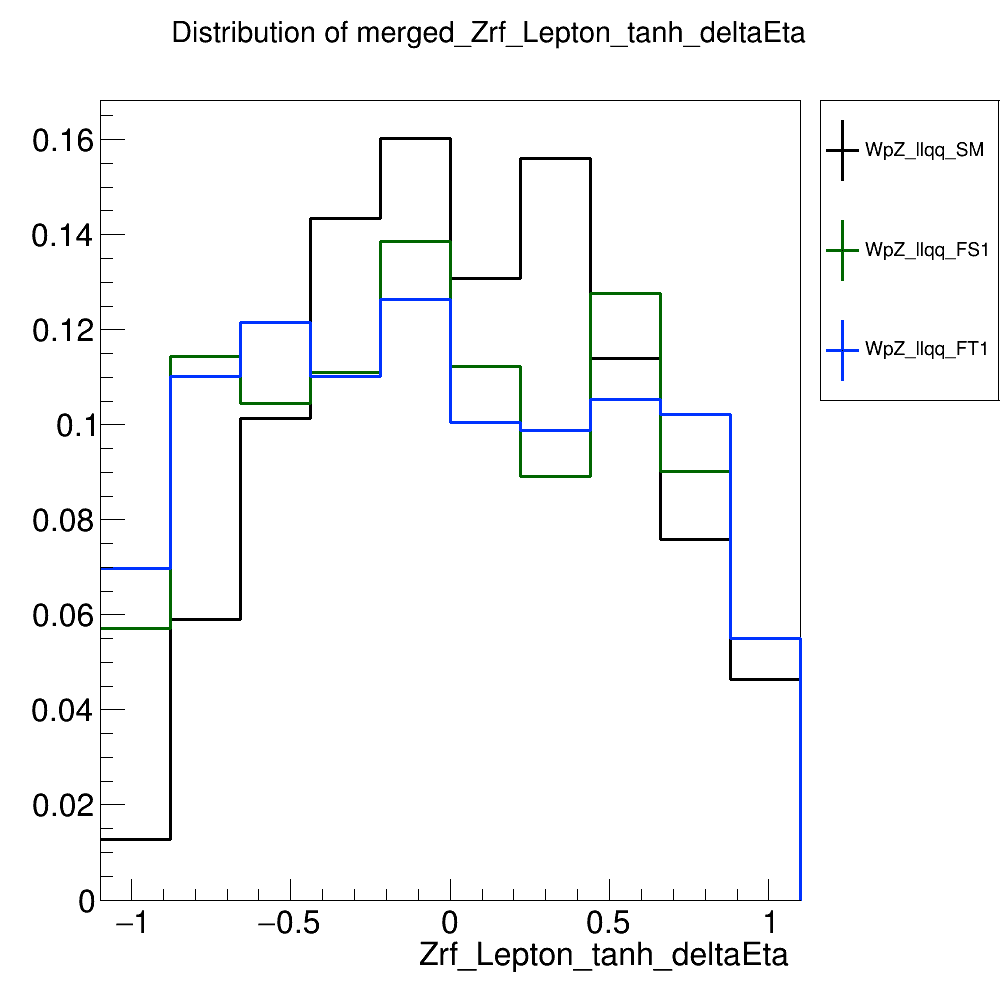 Distribution of merged_Zrf_Lepton_tanh_deltaEta
WpZ_llqq_SM
WpZ_llqq_FS1
WpZ_llqq_FT1
0.16
0.14
0.12
0.1
0.08
0.06
0.04
0.02
0
−1
−0.5
0
0.5
1
Zrf_Lepton_tanh_deltaEta